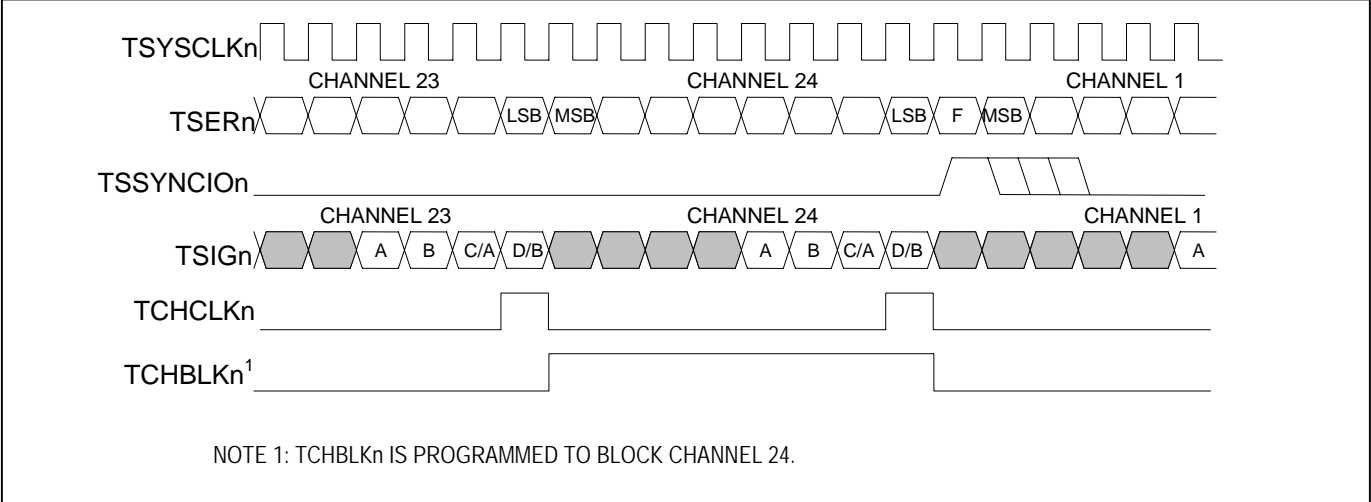 TSYSCLKn
CHANNEL 23 CHANNEL 24 CHANNEL 1
TSERn LSB MSB LSB F MSB
TSSYNCIOn
CHANNEL 23 CHANNEL 24 CHANNEL 1
TSIGn A B C/A D/B A B C/A D/B A
TCHCLKn
TCHBLKn¹
NOTE 1: TCHBLKn IS PROGRAMMED TO BLOCK CHANNEL 24.